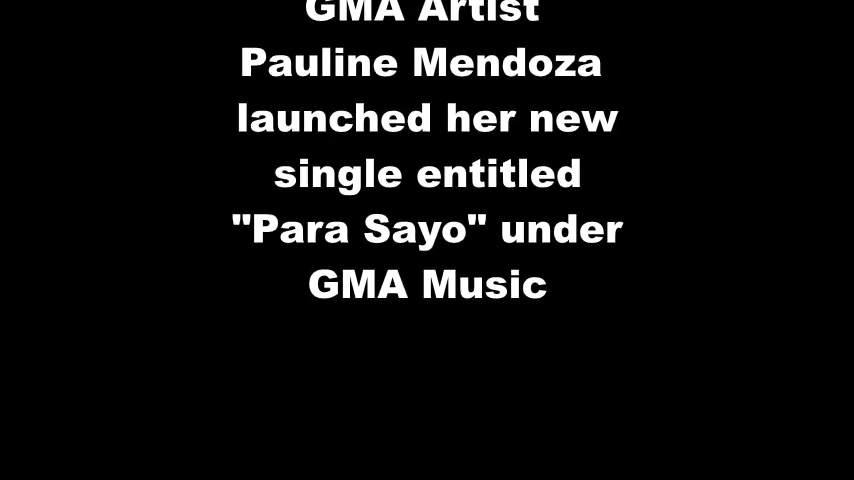 GMA Artist
Pauline Mendoza
launched her new
single entitled
"Para Sayo" under
GMA Music